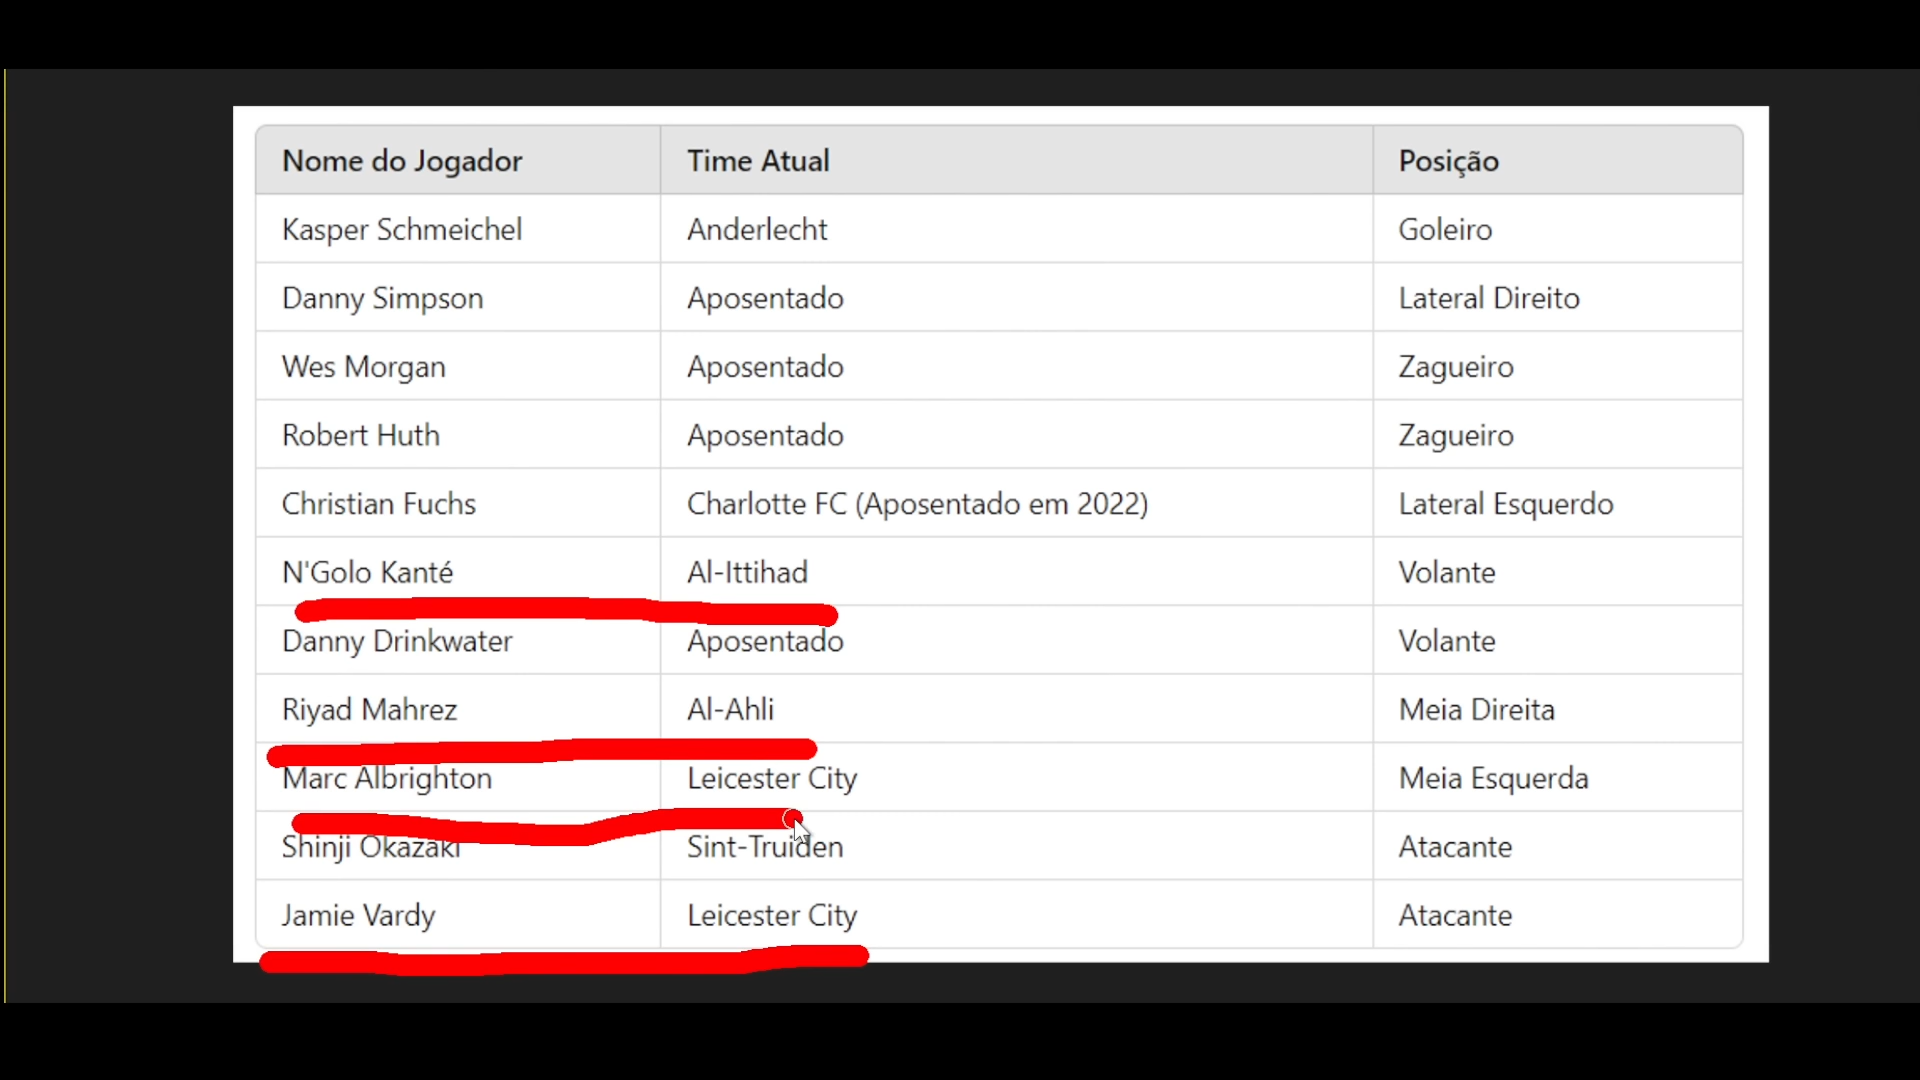 Nome do Jogador Time Atual Posição
Kasper Schmeichel Anderlecht Goleiro
Danny Simpson Aposentado Lateral Direito
Wes Morgan Aposentado Zagueiro
Robert Huth Aposentado Zagueiro
Christian Fuchs Charlotte FC (Aposentado em 2022) Lateral Esquerdo
N'Golo Kanté Al-Ittihad Volante
Danny Drinkwater Aposentado Volante
Riyad Mahrez Al-Ahli Meia Direita
Marc Albrighton Leicester City Meia Esquerda
Shinji Okazaki Sint-Truiden Atacante
Jamie Vardy Leicester City Atacante